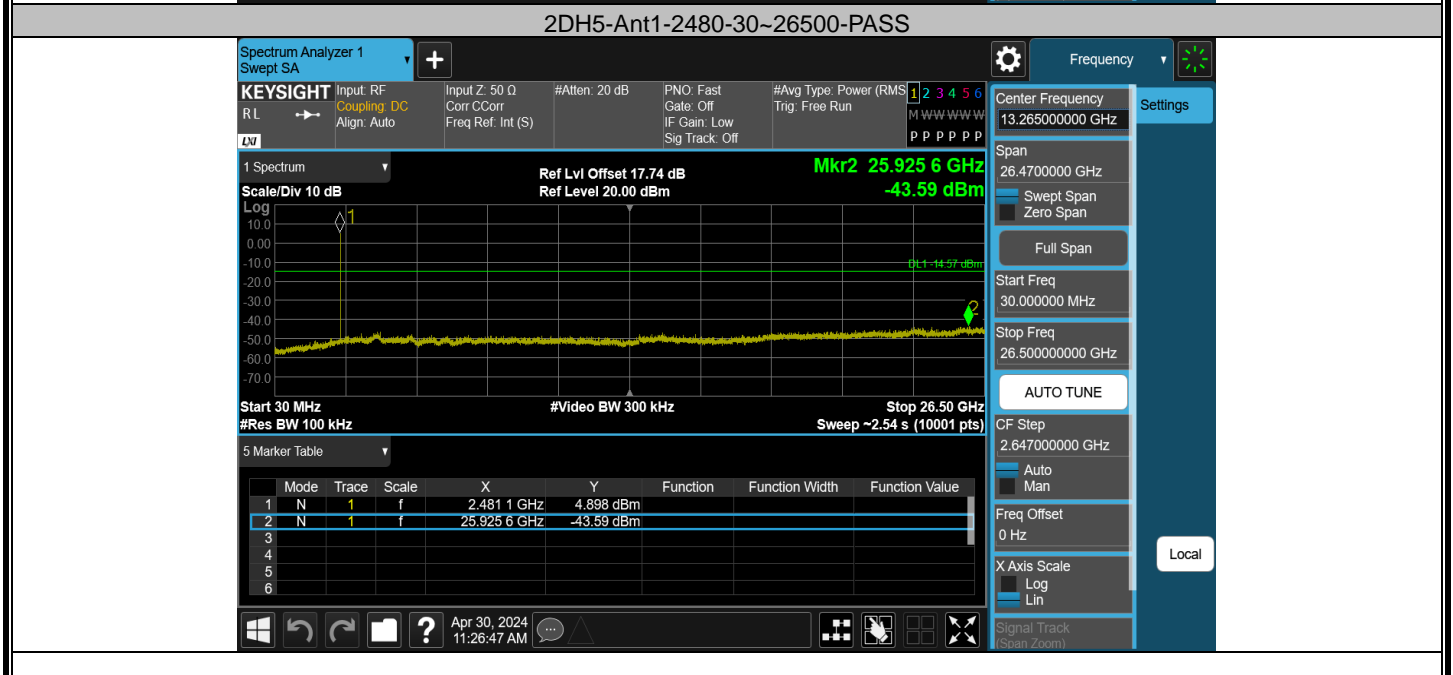 2DH5-Ant1-2480-30~26500-PASS
Spectrum Analyzer 1
Swept SA
+
Frequency
KEYSIGHT
RL
LXI
Input: RF
Coupling: DC
Align: Auto
Input Z: 50 Ω
Corr CCorr
Freq Ref: Int (S)
#Atten: 20 dB
PNO: Fast
Gate: Off
IF Gain: Low
Sig Track: Off
#Avg Type: Power (RMS
Trig: Free Run
1 2 3 4 5 6
M W W W W W
P P P P P P
1 Spectrum
Scale/Div 10 dB
Ref Lvl Offset 17.74 dB
Ref Level 20.00 dBm
Mkr2 25.925 6 GHz
-43.59 dBm
Log
10.0
0.00
-10.0
-20.0
-30.0
-40.0
-50.0
-60.0
-70.0
1
DL1 -14.57 dBm
2
Start 30 MHz
#Video BW 300 kHz
Stop 26.50 GHz
#Res BW 100 kHz
Sweep ~2.54 s (10001 pts)
5 Marker Table
Mode Trace Scale X Y Function Function Width Function Value
1 N 1 f 2.481 1 GHz 4.898 dBm
2 N 1 f 25.925 6 GHz -43.59 dBm
3
4
5
6
?
Apr 30, 2024
11:26:47 AM
Center Frequency
13.265000000 GHz
Settings
Span
26.4700000 GHz
Swept Span
Zero Span
Full Span
Start Freq
30.000000 MHz
Stop Freq
26.500000000 GHz
AUTO TUNE
CF Step
2.647000000 GHz
Auto
Man
Freq Offset
0 Hz
Local
X Axis Scale
Log
Lin
Signal Track
(Span Zoom)